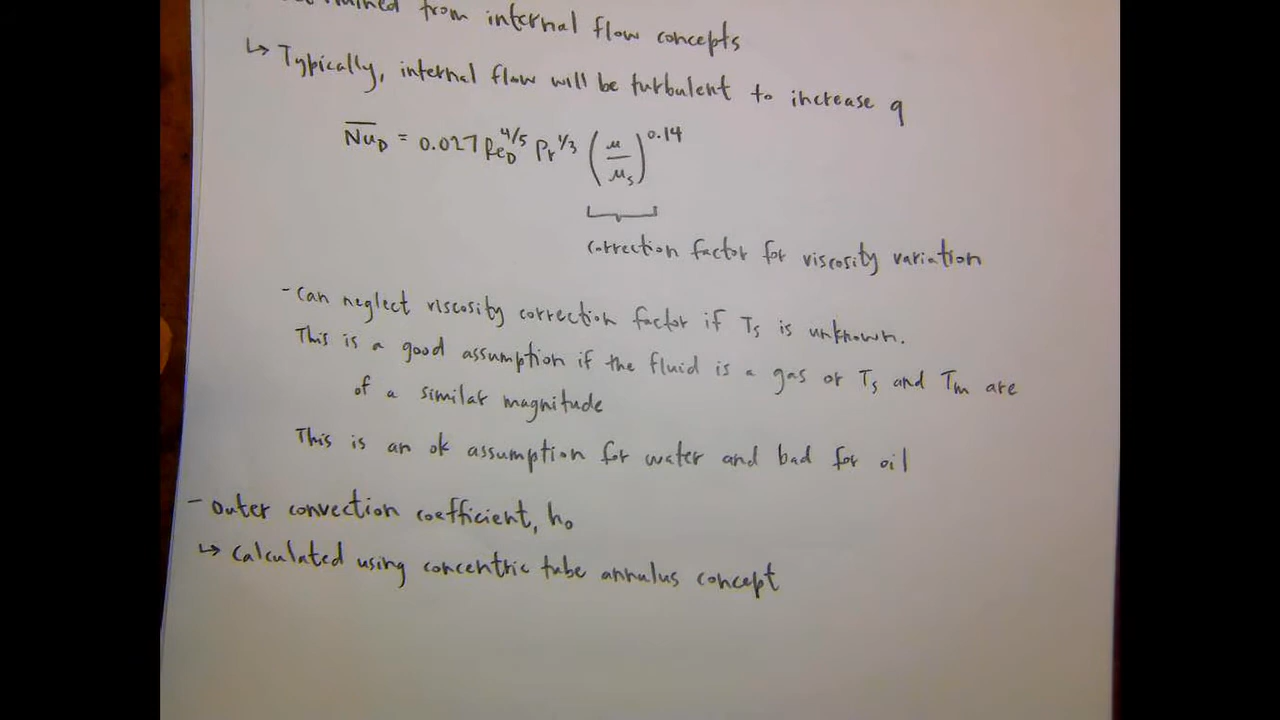 from internal flow concepts
↳ Typically, internal flow will be turbulent to increase q
N̅u̅_D = 0.027 Re_D^4/5 Pr^1/3 (μ/μ_s)^0.14
correction factor for viscosity variation
- can neglect viscosity correction factor if T_s is unknown.
This is a good assumption if the fluid is a gas or T_s and T_m are
of a similar magnitude
This is an ok assumption for water and bad for oil
- outer convection coefficient, h_o
↳ calculated using concentric tube annulus concept